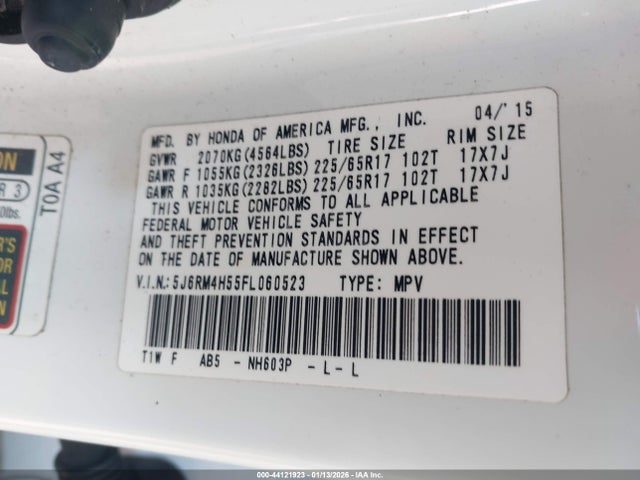 04/'15
MFD. BY HONDA OF AMERICA MFG., INC.
GVWR 2070KG(4564LBS) TIRE SIZE RIM SIZE
GAWR F 1055KG(2326LBS) 225/65R17 102T 17X7J
GAWR R 1035KG(2282LBS) 225/65R17 102T 17X7J
THIS VEHICLE CONFORMS TO ALL APPLICABLE
FEDERAL MOTOR VEHICLE SAFETY
AND THEFT PREVENTION STANDARDS IN EFFECT
ON THE DATE OF MANUFACTURE SHOWN ABOVE.
V.I.N.:5J6RM4H55FL060523 TYPE: MPV
T1W F AB5 - NH603P - L - L
T0A A4
000-44121923 | 01/13/2026 | IAA, Inc.